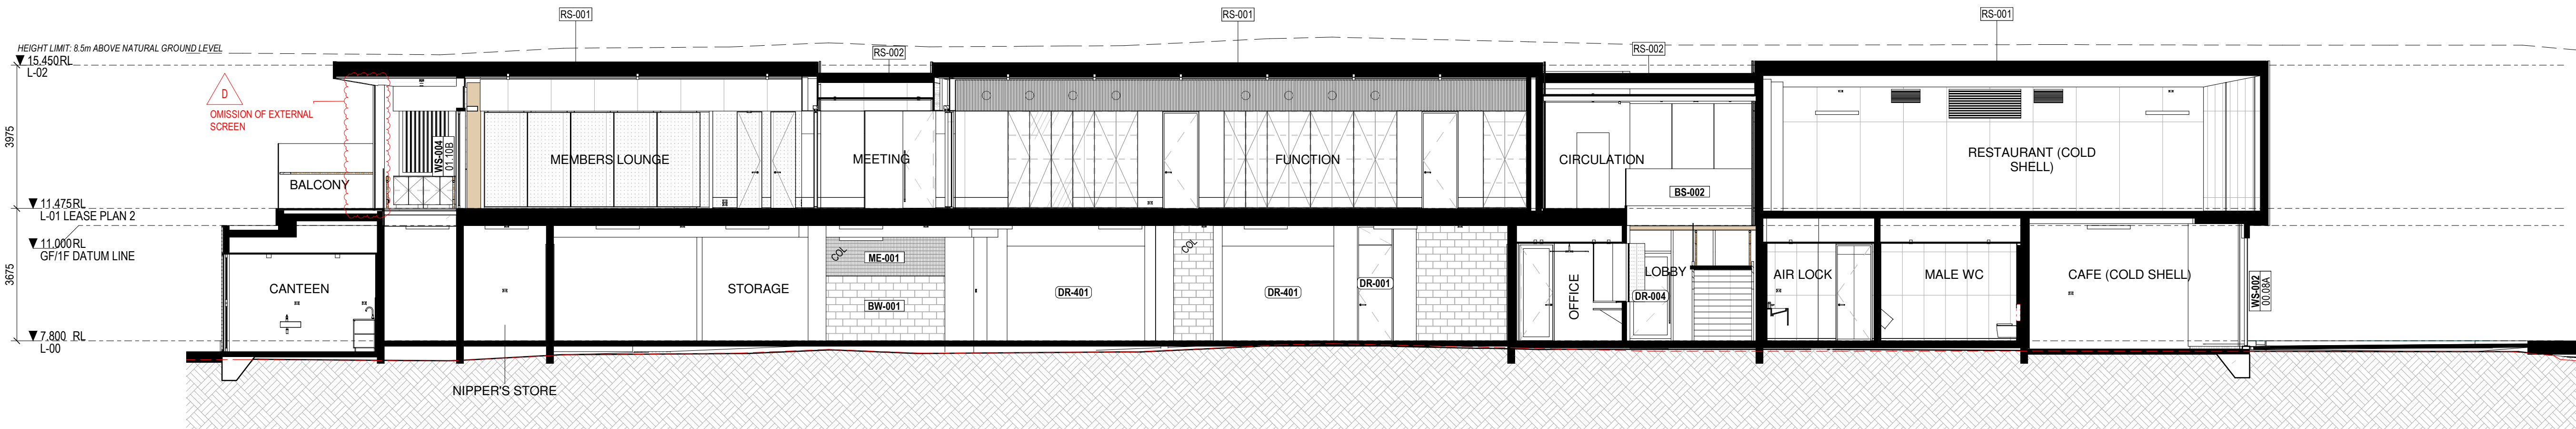 RS-001
RS-001
RS-001
HEIGHT LIMIT: 8.5m ABOVE NATURAL GROUND LEVEL
RS-002
RS-002
15.450RL
L-02
D
OMISSION OF EXTERNAL
SCREEN
3975
WS-004
01.10B
MEMBERS LOUNGE
MEETING
FUNCTION
CIRCULATION
RESTAURANT (COLD
SHELL)
BALCONY
BS-002
11.475RL
L-01 LEASE PLAN 2
11.000RL
GF/1F DATUM LINE
3675
COL
COL
ME-001
CANTEEN
STORAGE
BW-001
DR-401
DR-401
DR-001
OFFICE
LOBBY
DR-004
AIR LOCK
MALE WC
CAFE (COLD SHELL)
WS-002
00.08A
7.800 RL
L-00
NIPPER'S STORE